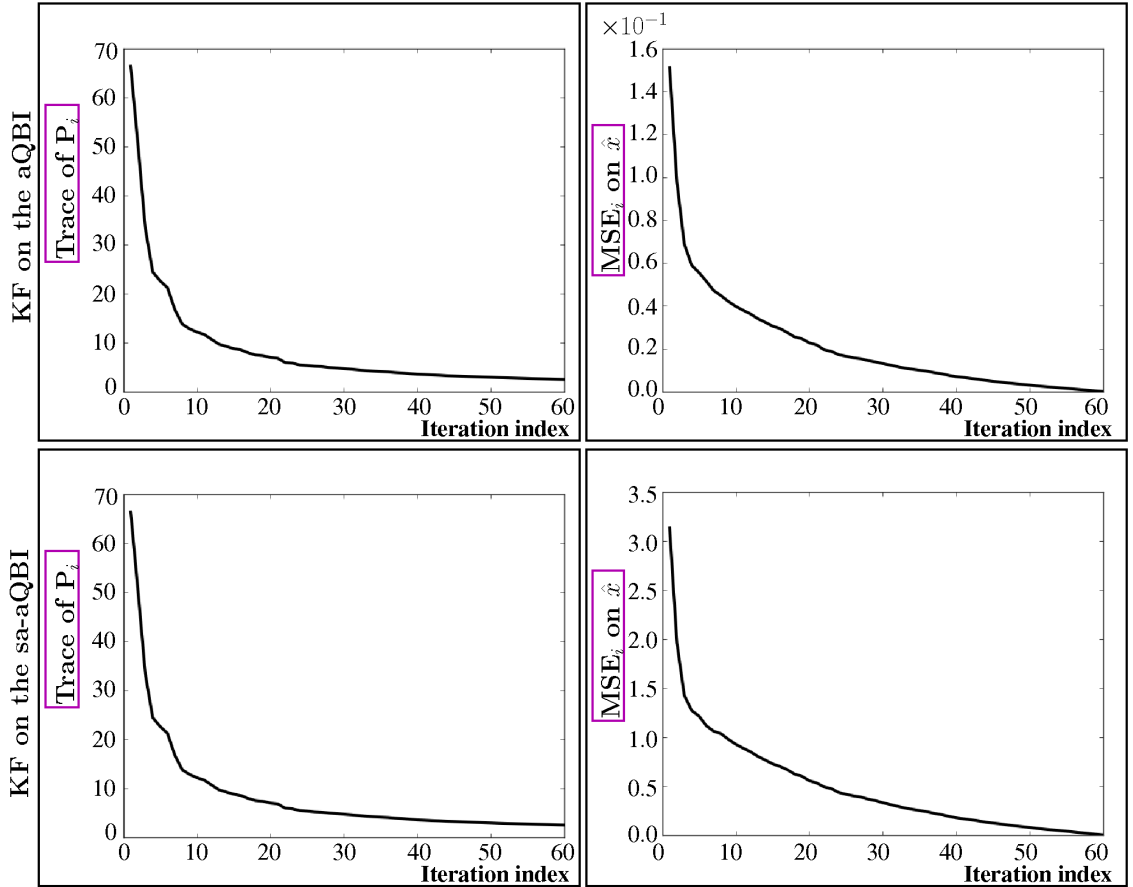 KF on the aQBI
Trace of P_i
70
60
50
40
30
20
10
0
0 10 20 30 40 50 60
Iteration index
×10⁻¹
MSE_i on x̂
1.6
1.4
1.2
1.0
0.8
0.6
0.4
0.2
0.0
0 10 20 30 40 50 60
Iteration index
KF on the sa-aQBI
Trace of P_i
70
60
50
40
30
20
10
0
0 10 20 30 40 50 60
Iteration index
MSE_i on x̂
3.5
3.0
2.5
2.0
1.5
1.0
0.5
0.0
0 10 20 30 40 50 60
Iteration index